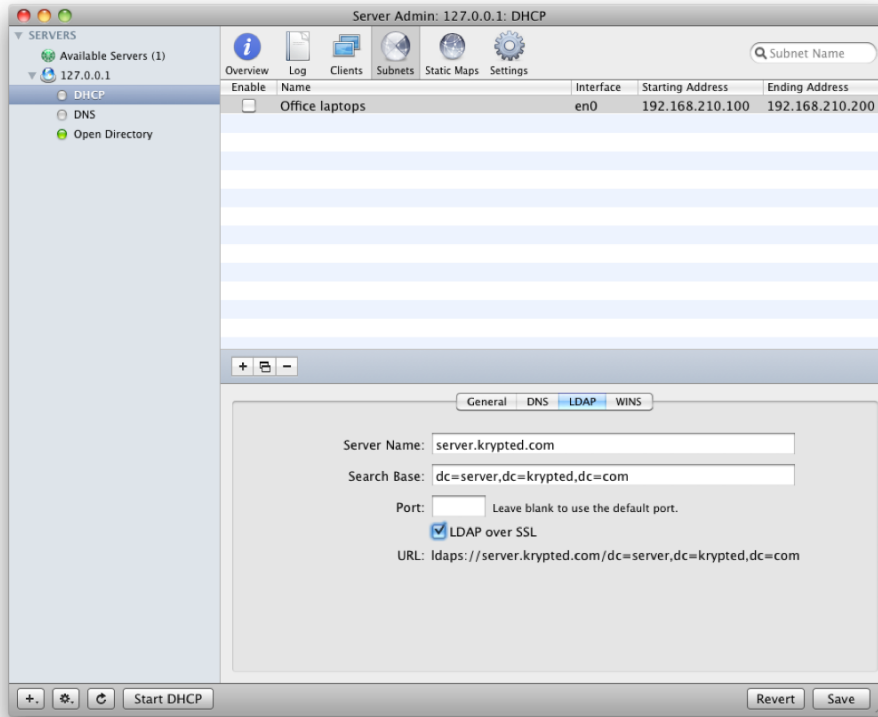 Server Admin: 127.0.0.1: DHCP
SERVERS
Available Servers (1)
127.0.0.1
DHCP
DNS
Open Directory
Overview Log Clients Subnets Static Maps Settings
Subnet Name
Enable Name Interface Starting Address Ending Address
Office laptops en0 192.168.210.100 192.168.210.200
General DNS LDAP WINS
Server Name: server.krypted.com
Search Base: dc=server,dc=krypted,dc=com
Port: Leave blank to use the default port.
LDAP over SSL
URL: ldaps://server.krypted.com/dc=server,dc=krypted,dc=com
Start DHCP Revert Save